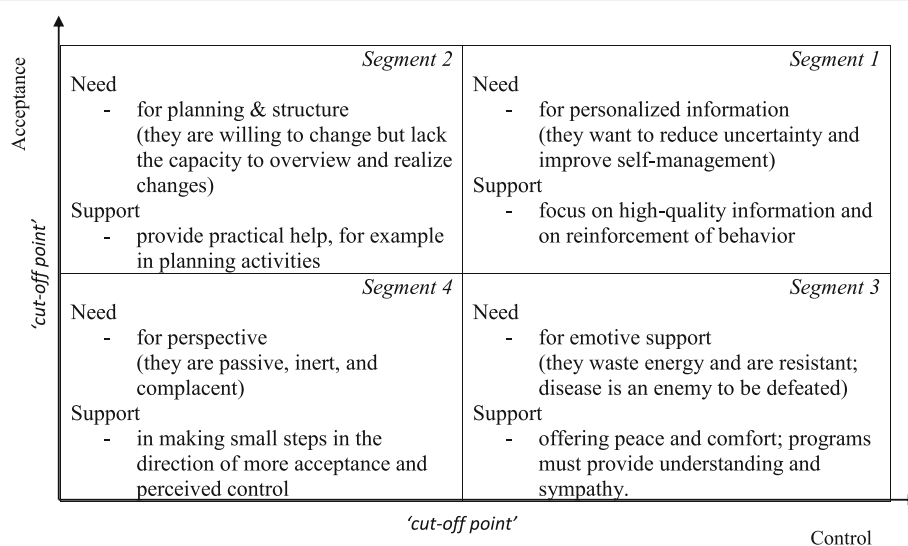 Acceptance
'cut-off point'
Segment 2
Need
- for planning & structure
(they are willing to change but lack
the capacity to overview and realize
changes)
Support
- provide practical help, for example
in planning activities
Segment 1
Need
- for personalized information
(they want to reduce uncertainty and
improve self-management)
Support
- focus on high-quality information and
on reinforcement of behavior
Segment 4
Need
- for perspective
(they are passive, inert, and
complacent)
Support
- in making small steps in the
direction of more acceptance and
perceived control
Segment 3
Need
- for emotive support
(they waste energy and are resistant;
disease is an enemy to be defeated)
Support
- offering peace and comfort; programs
must provide understanding and
sympathy.
'cut-off point'
Control